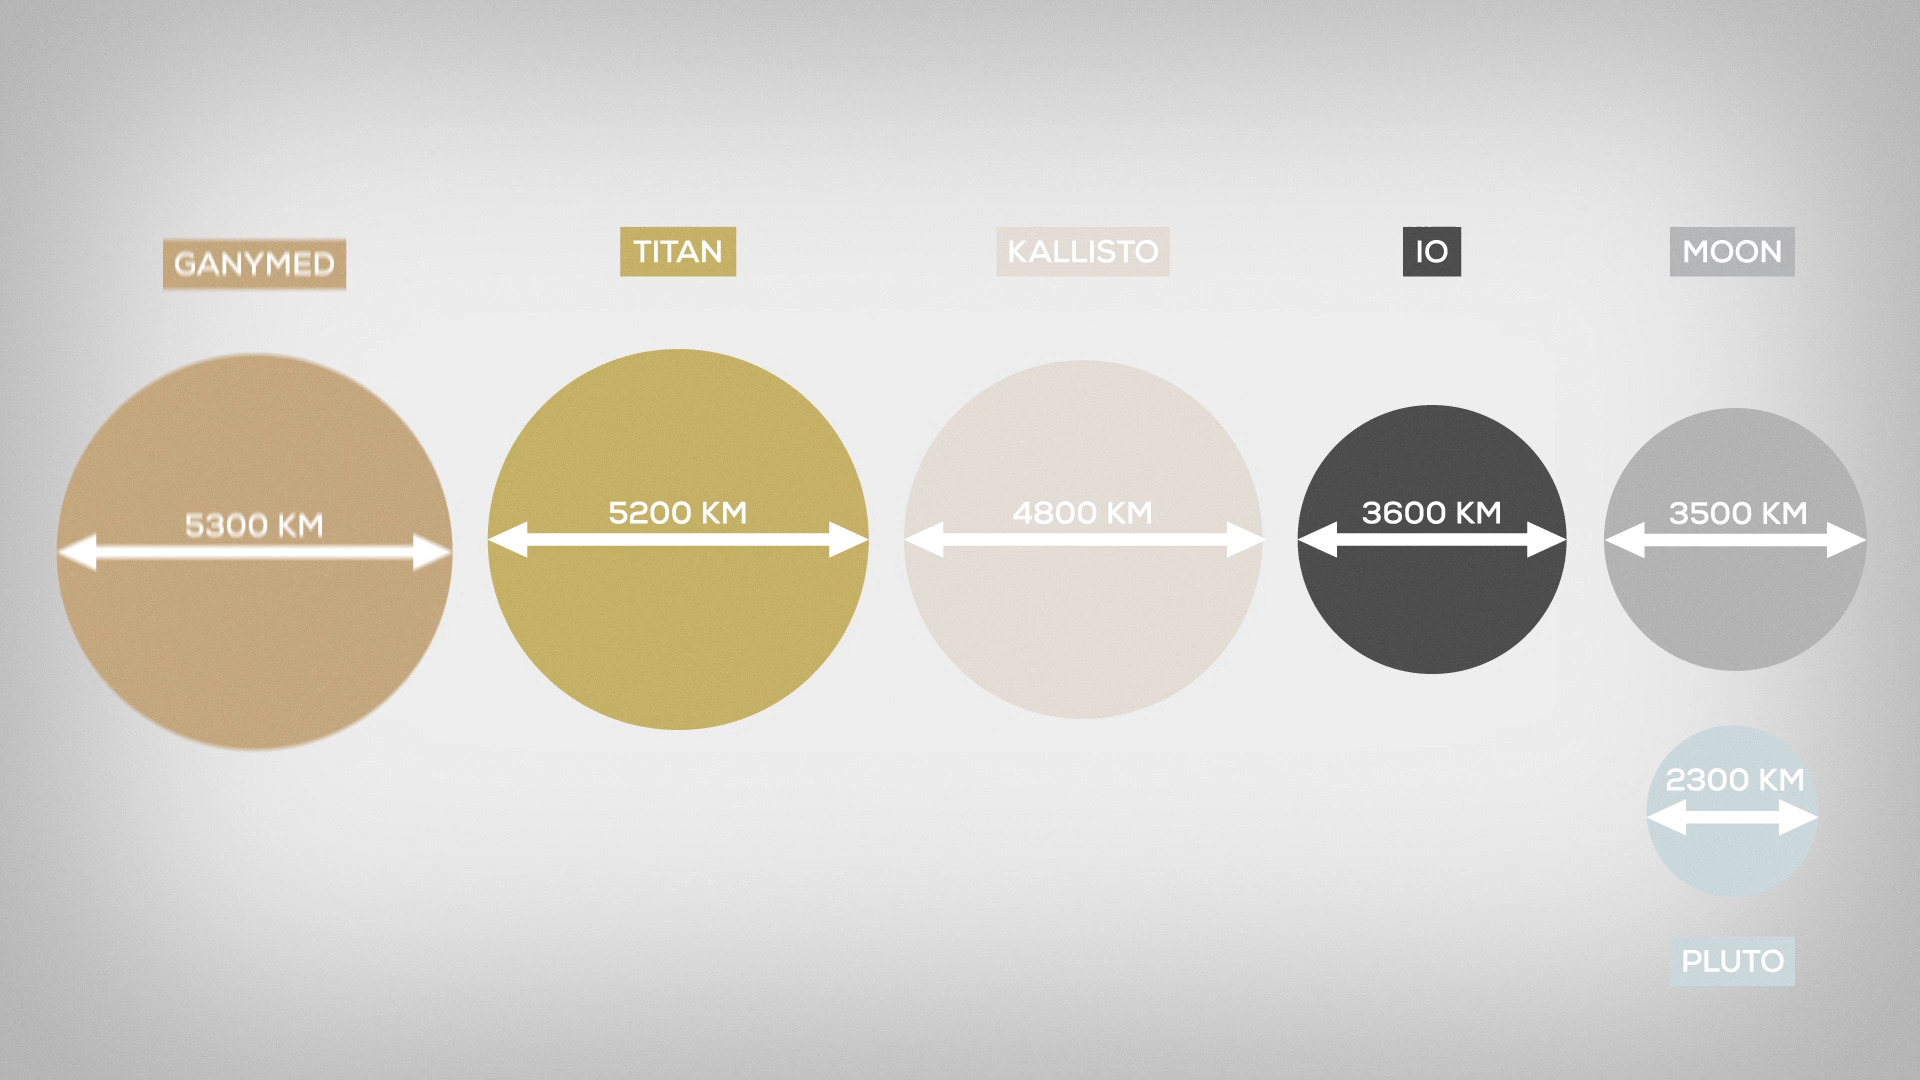 GANYMED
TITAN
KALLISTO
IO
MOON
5300 KM
5200 KM
4800 KM
3600 KM
3500 KM
2300 KM
PLUTO